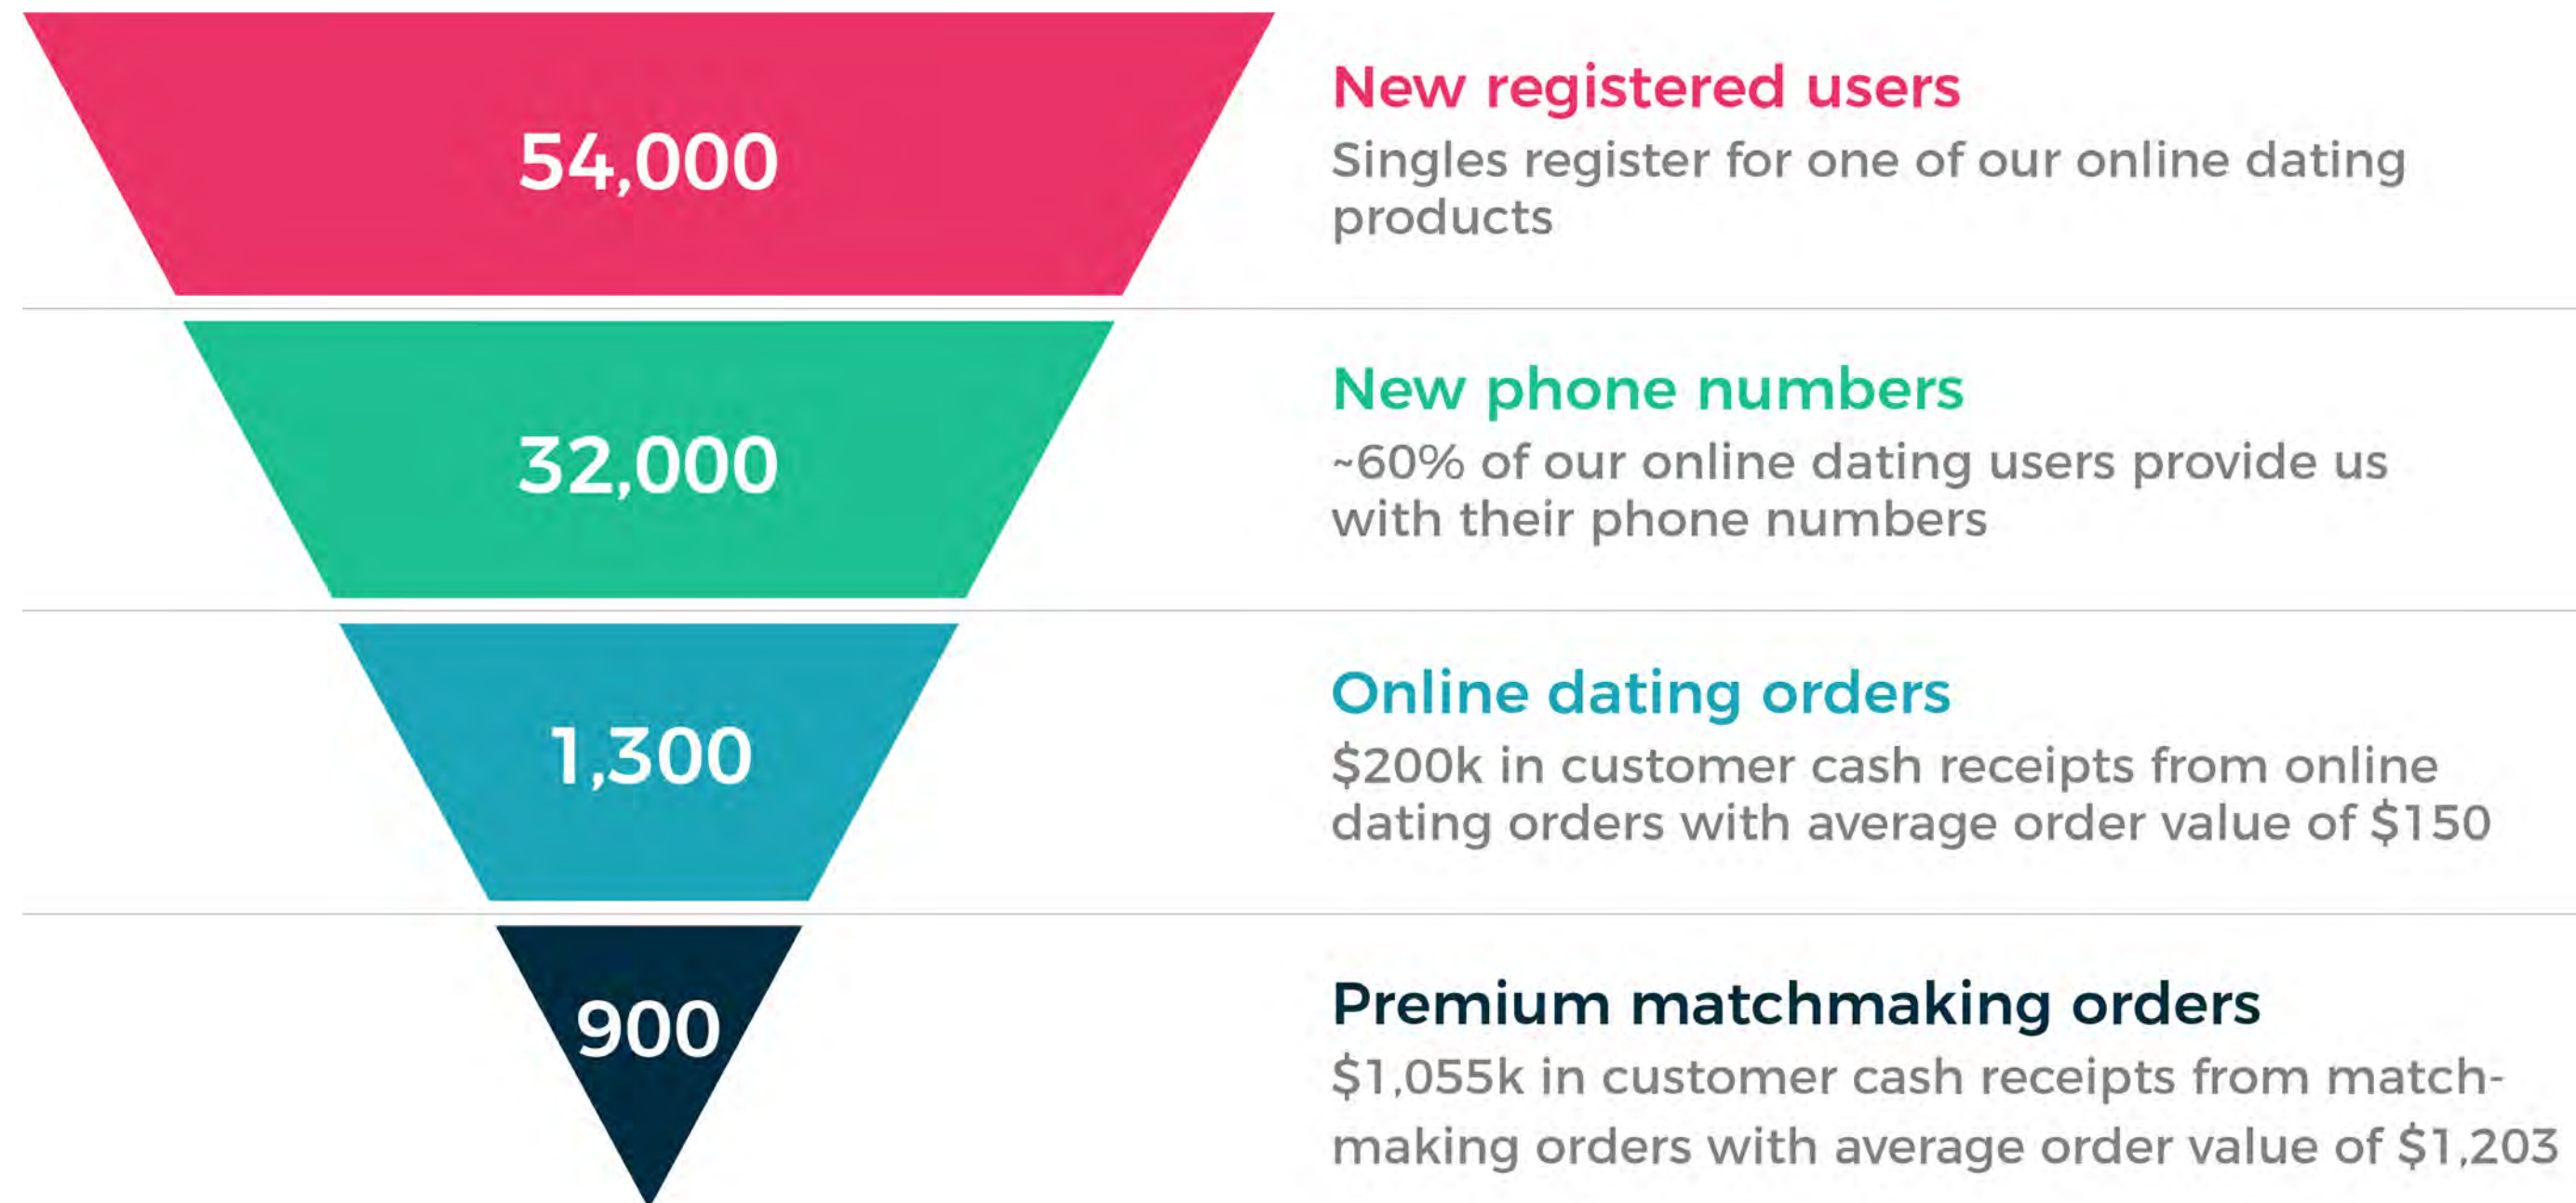 54,000
New registered users
Singles register for one of our online dating
products
32,000
New phone numbers
~60% of our online dating users provide us
with their phone numbers
1,300
Online dating orders
$200k in customer cash receipts from online
dating orders with average order value of $150
900
Premium matchmaking orders
$1,055k in customer cash receipts from match-
making orders with average order value of $1,203